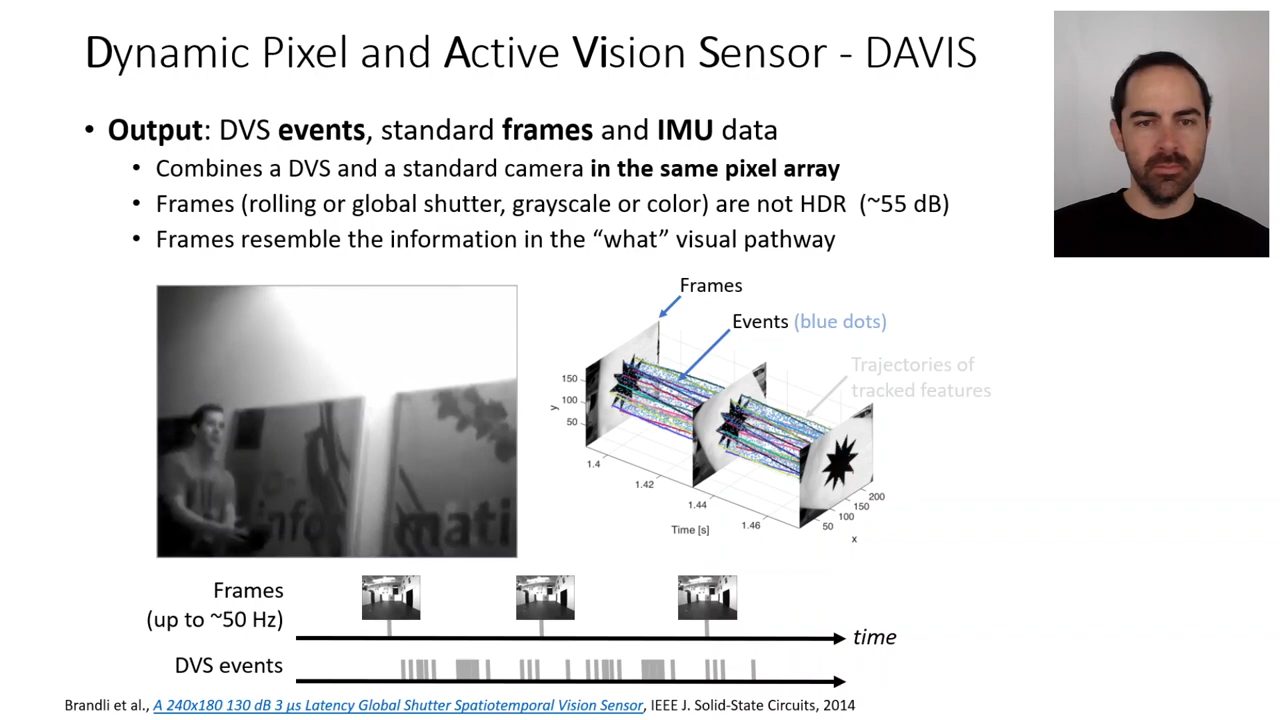 Dynamic Pixel and Active Vision Sensor - DAVIS
• Output: DVS events, standard frames and IMU data
• Combines a DVS and a standard camera in the same pixel array
• Frames (rolling or global shutter, grayscale or color) are not HDR (~55 dB)
• Frames resemble the information in the “what” visual pathway
infor mati
Frames
Events (blue dots)
Trajectories of
tracked features
150
100
50
y
1.4
1.42
1.44
1.46
Time [s]
200
150
100
50
x
Frames
(up to ~50 Hz)
time
DVS events
Brandli et al., A 240x180 130 dB 3 µs Latency Global Shutter Spatiotemporal Vision Sensor, IEEE J. Solid-State Circuits, 2014